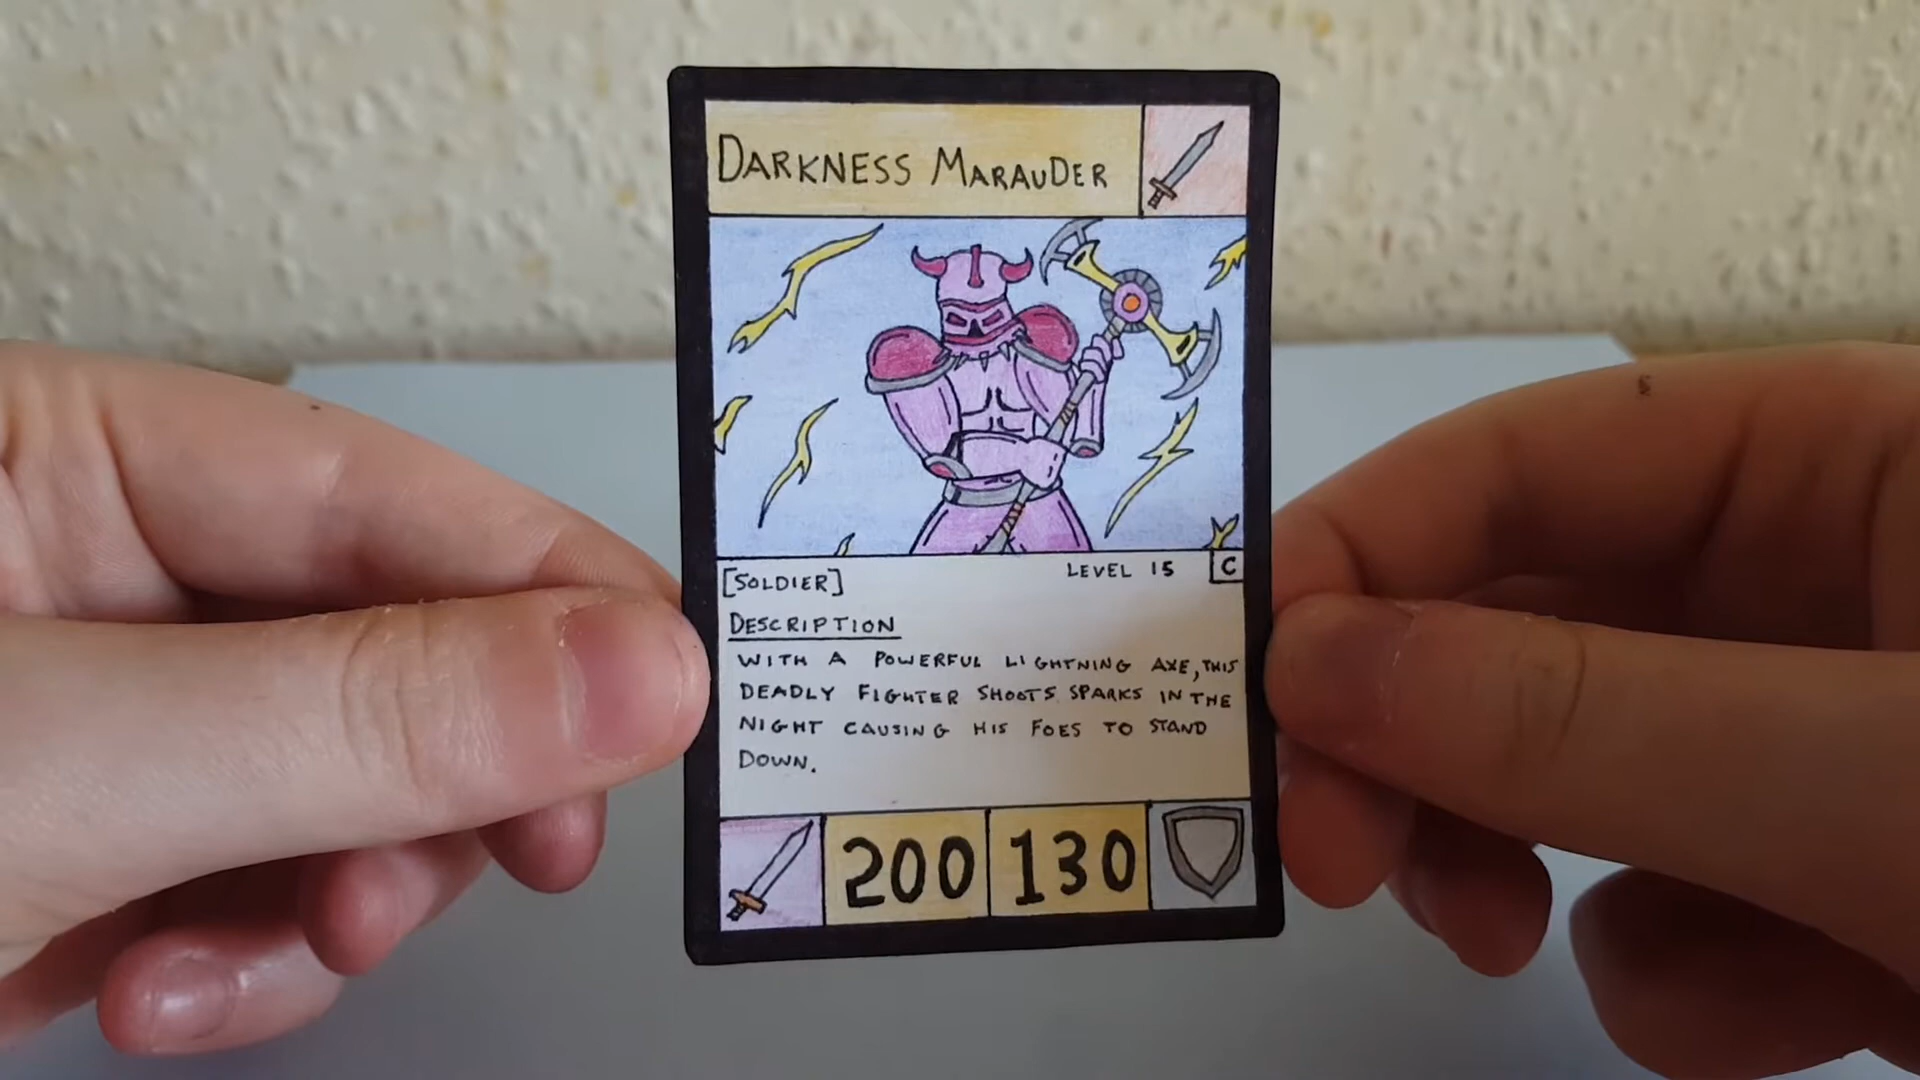 DARKNESS MARAUDER
[SOLDIER] LEVEL 15 C
DESCRIPTION
WITH A POWERFUL LIGHTNING AXE, THIS
DEADLY FIGHTER SHOOTS SPARKS IN THE
NIGHT CAUSING HIS FOES TO STAND
DOWN.
200 130